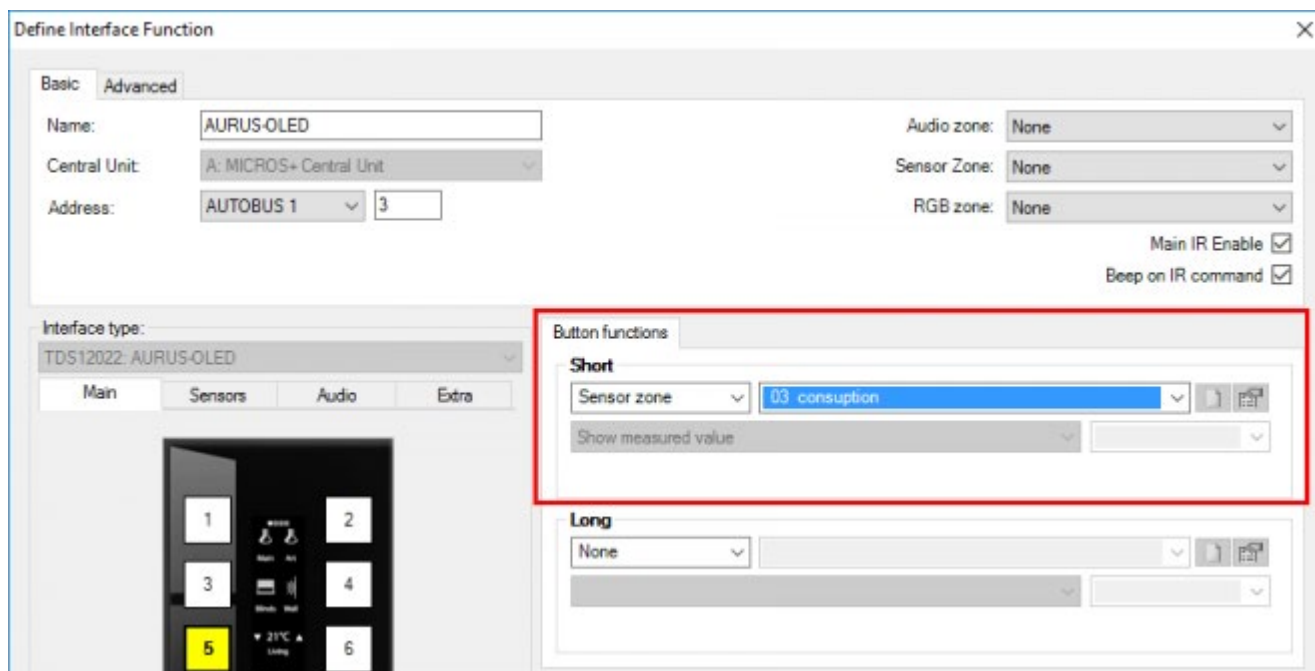 Define Interface Function
Basic Advanced
Name: AURUS-OLED
Audio zone: None
Central Unit: A: MICROS+ Central Unit
Sensor Zone: None
Address: AUTOBUS 1 3
RGB zone: None
Main IR Enable
Beep on IR command
Interface type:
TDS12022: AURUS-OLED
Main Sensors Audio Extra
1 2
3 4
Blinds Wall
5 6
21°C
Living
Button functions
Short
Sensor zone 03 consuption
Show measured value
Long
None